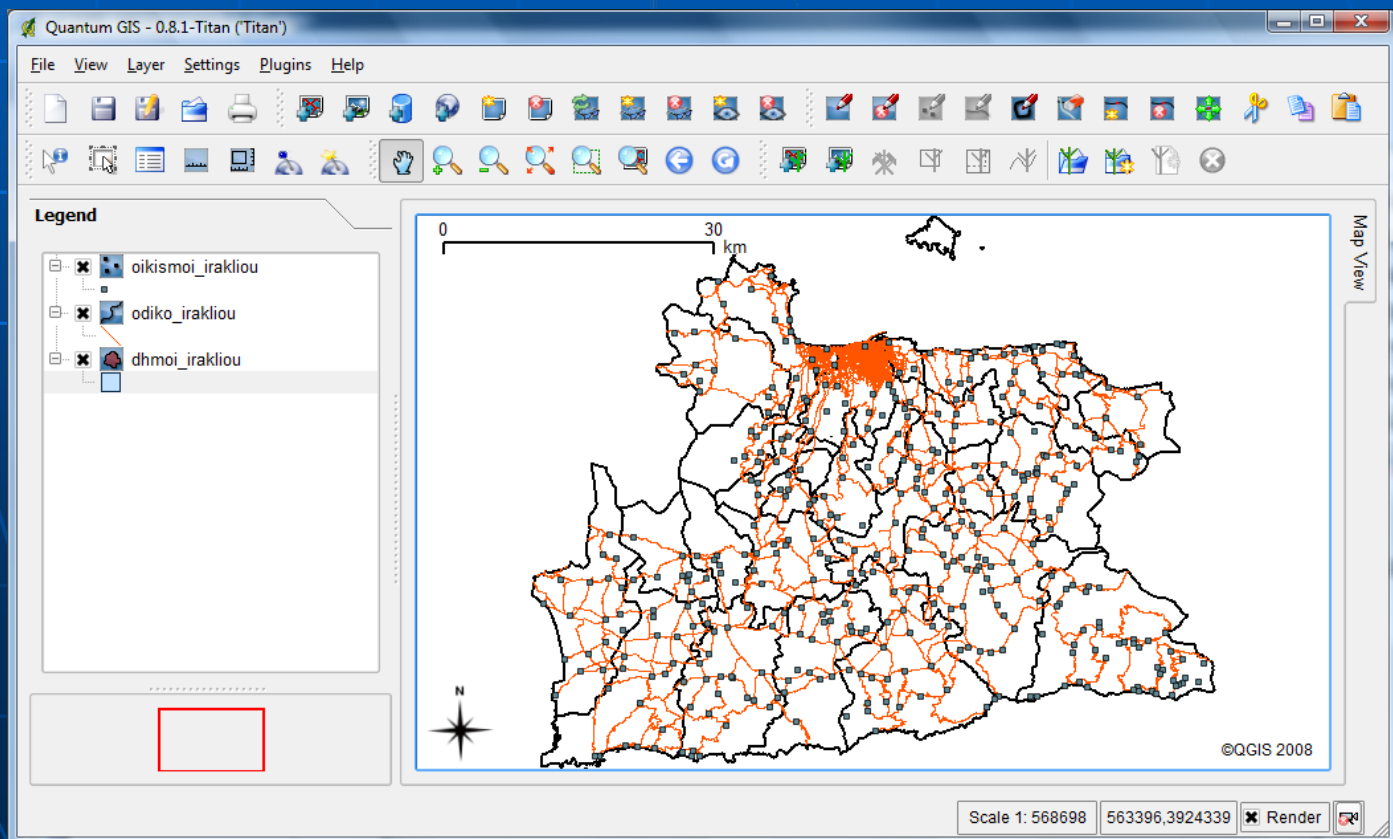 Quantum GIS - 0.8.1-Titan ('Titan')
File View Layer Settings Plugins Help
Legend
oikismoi_irakliou
odiko_irakliou
dhmoi_irakliou
0 30
km
N
©QGIS 2008
Map View
Scale 1: 568698 563396,3924339 Render